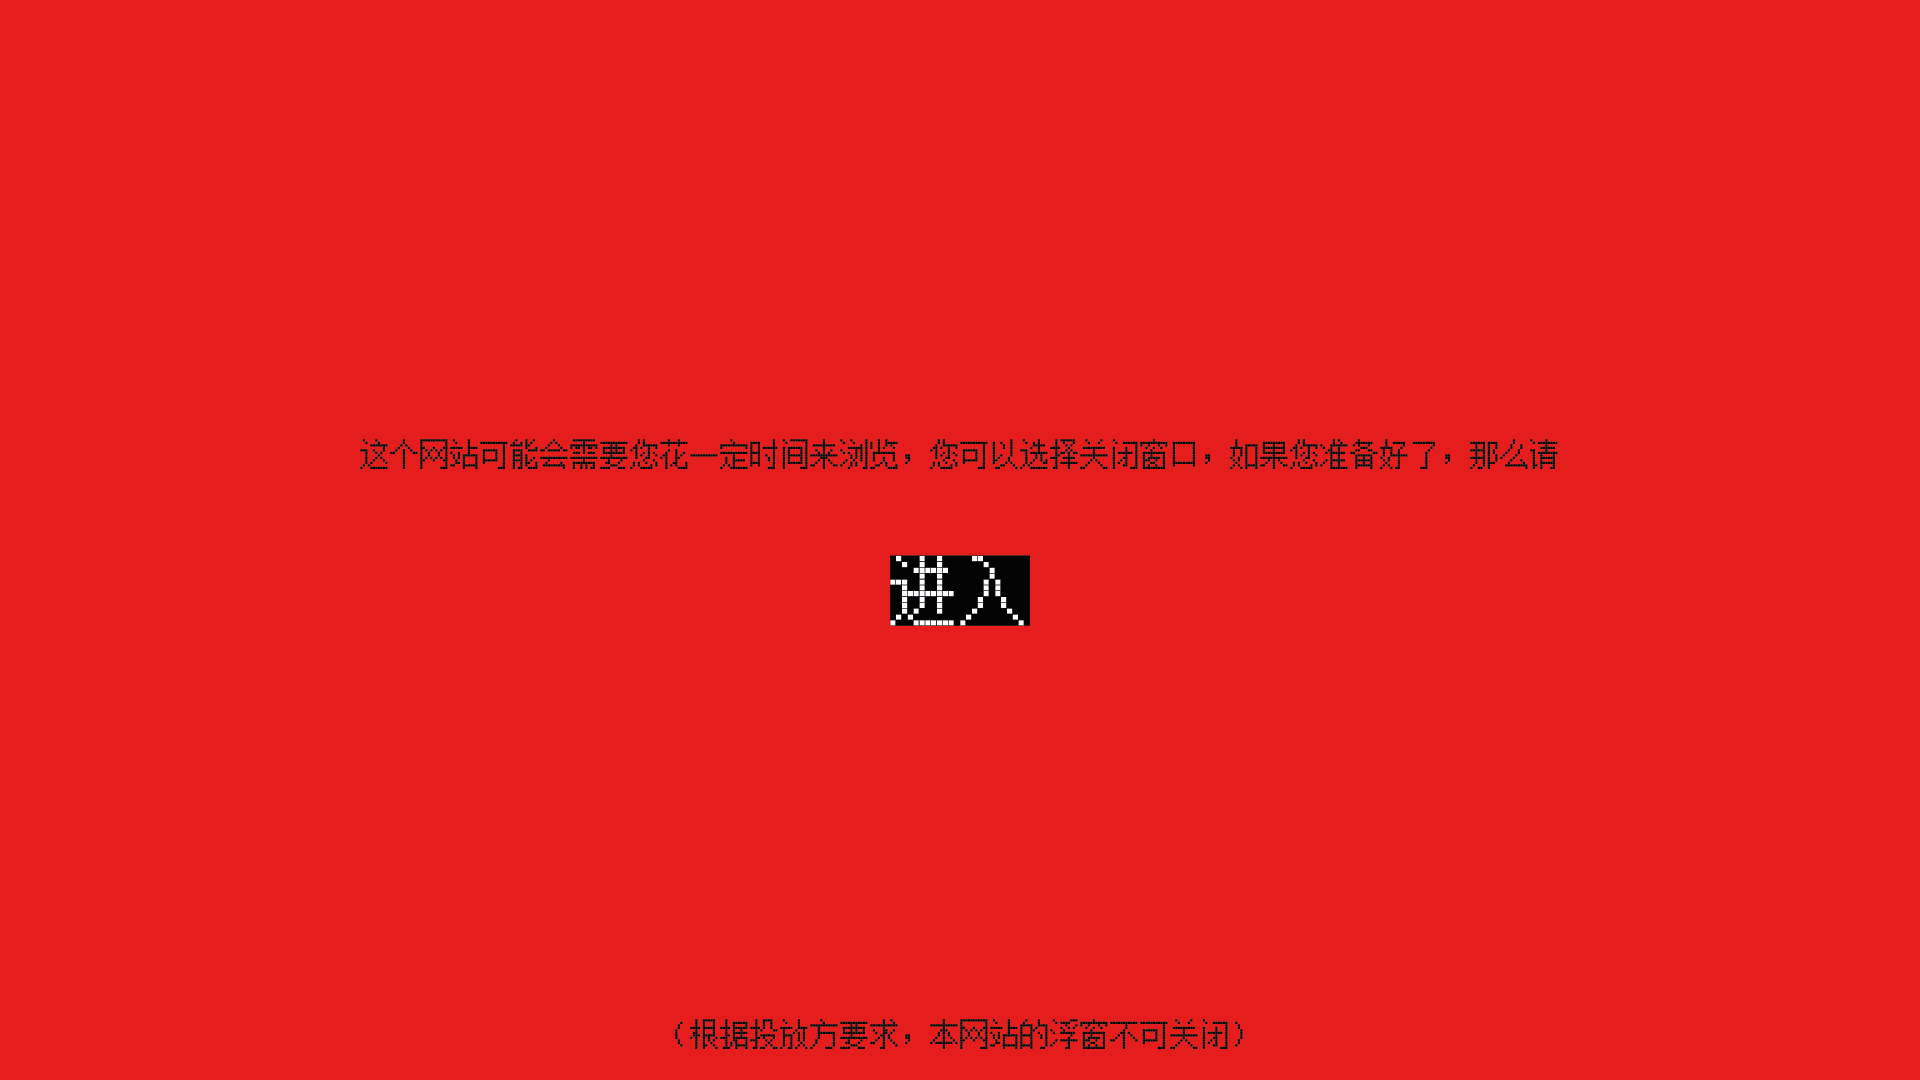 这个网站可能会需要您花一定时间来浏览，您可以选择关闭窗口，如果您准备好了，那么请
进入
（根据投放方要求，本网站的浮窗不可关闭）